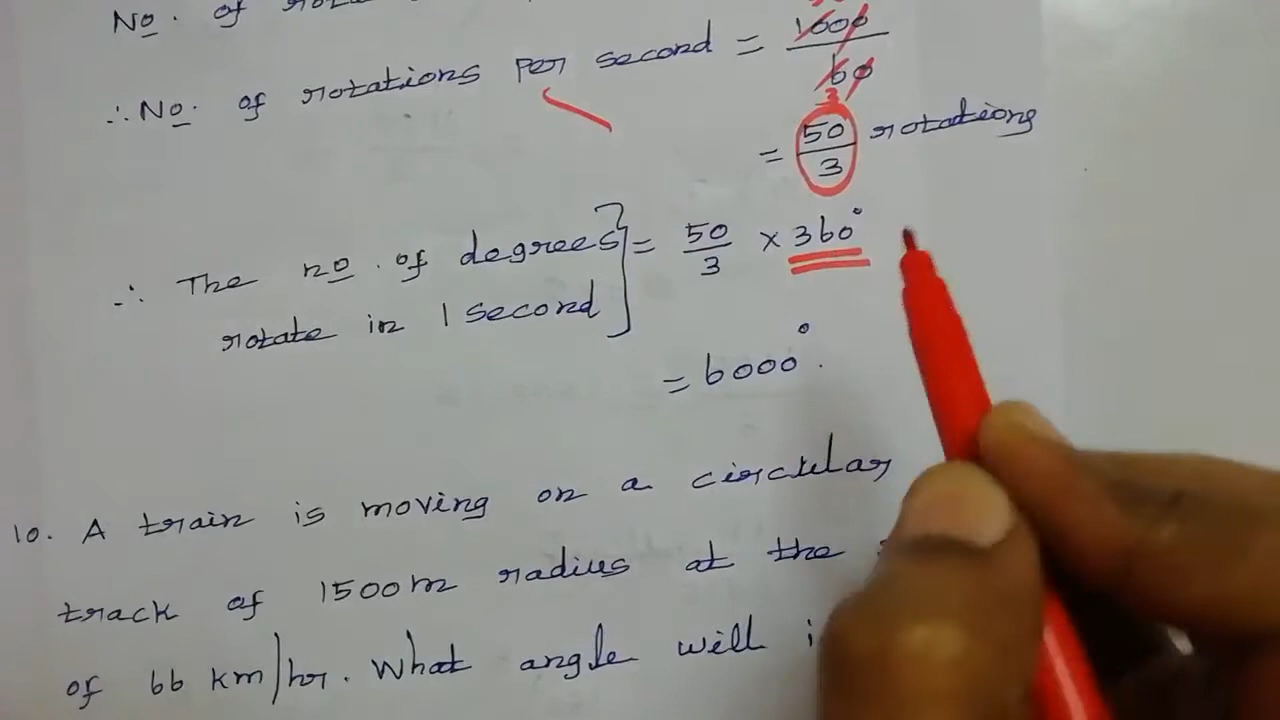 No. of
∴ No. of rotations per second = 1000/60
3
= 50/3 rotations
∴ The no. of degrees rotate in 1 second } = 50/3 × 360°
= 6000°.
10. A train is moving on a circular
track of 1500m radius at the
of 66 km/hr. What angle will